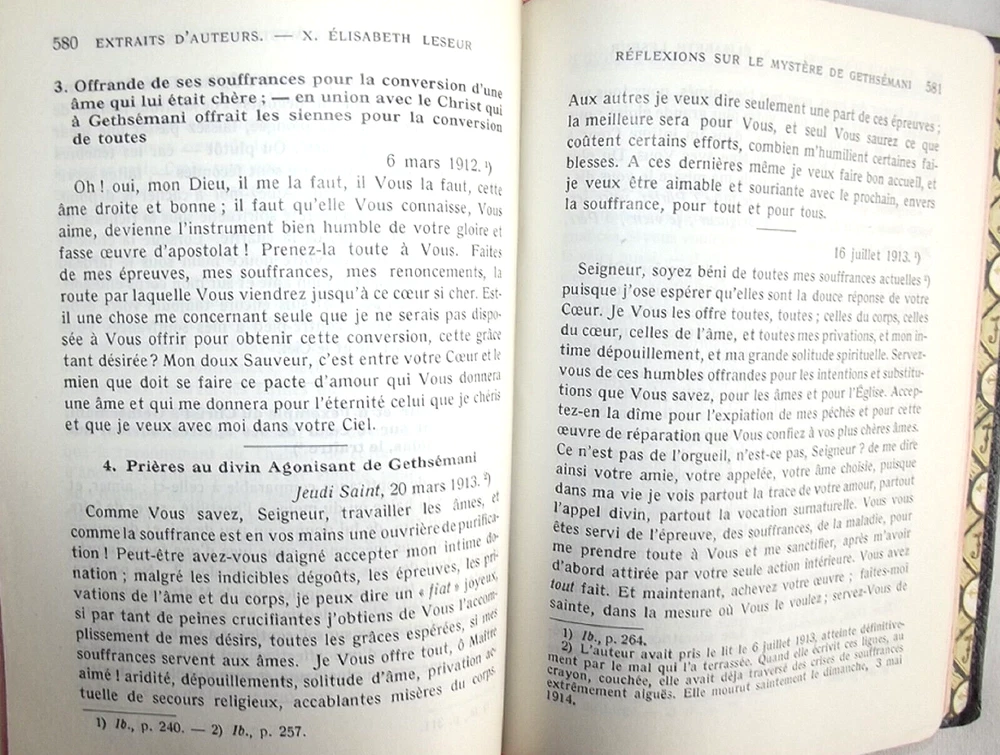 580 EXTRAITS D'AUTEURS. — X. ÉLISABETH LESEUR
3. Offrande de ses souffrances pour la conversion d'une
âme qui lui était chère ; — en union avec le Christ qui
à Gethsémani offrait les siennes pour la conversion
de toutes
6 mars 1912. ¹)
Oh ! oui, mon Dieu, il me la faut, il Vous la faut, cette
âme droite et bonne ; il faut qu'elle Vous connaisse, Vous
aime, devienne l'instrument bien humble de votre gloire et
fasse œuvre d'apostolat ! Prenez-la toute à Vous. Faites
de mes épreuves, mes souffrances, mes renoncements, la
route par laquelle Vous viendrez jusqu'à ce cœur si cher. Est-
il une chose me concernant seule que je ne serais pas dispo-
sée à Vous offrir pour obtenir cette conversion, cette grâce
tant désirée? Mon doux Sauveur, c'est entre votre Cœur et le
mien que doit se faire ce pacte d'amour qui Vous donnera
une âme et qui me donnera pour l'éternité celui que je chéris
et que je veux avec moi dans votre Ciel.
4. Prières au divin Agonisant de Gethsémani
Jeudi Saint, 20 mars 1913. ²)
Comme Vous savez, Seigneur, travailler les âmes, et
comme la souffrance est en vos mains une ouvrière de purifica-
tion ! Peut-être avez-vous daigné accepter mon intime do-
nation ; malgré les indicibles dégoûts, les épreuves, les pri-
vations de l'âme et du corps, je peux dire un « fiat » joyeux,
si par tant de peines crucifiantes j'obtiens de Vous l'accom-
plissement de mes désirs, toutes les grâces espérées, si mes
souffrances servent aux âmes. Je Vous offre tout, ô Maître
aimé ! aridité, dépouillements, solitude d'âme, privation ac-
tuelle de secours religieux, accablantes misères du corps.
1) Ib., p. 240. — 2) Ib., p. 257.
RÉFLEXIONS SUR LE MYSTÈRE DE GETHSÉMANI 581
Aux autres je veux dire seulement une part de ces épreuves ;
la meilleure sera pour Vous, et seul Vous saurez ce que
coûtent certains efforts, combien m'humilient certaines fai-
blesses. A ces dernières même je veux faire bon accueil, et
je veux être aimable et souriante avec le prochain, envers
la souffrance, pour tout et pour tous.
16 juillet 1913. ¹)
Seigneur, soyez béni de toutes mes souffrances actuelles ²)
puisque j'ose espérer qu'elles sont la douce réponse de votre
Cœur. Je Vous les offre toutes, toutes ; celles du corps, celles
du cœur, celles de l'âme, et toutes mes privations, et mon in-
time dépouillement, et ma grande solitude spirituelle. Servez-
vous de ces humbles offrandes pour les intentions et substitu-
tions que Vous savez, pour les âmes et pour l'Église. Accep-
tez-en la dîme pour l'expiation de mes péchés et pour cette
œuvre de réparation que Vous confiez à vos plus chères âmes.
Ce n'est pas de l'orgueil, n'est-ce pas, Seigneur ? de me dire
ainsi votre amie, votre appelée, votre âme choisie, puisque
dans ma vie je vois partout la trace de votre amour, partout
l'appel divin, partout la vocation surnaturelle. Vous vous
êtes servi de l'épreuve, des souffrances, de la maladie, pour
me prendre toute à Vous et me sanctifier, après m'avoir
d'abord attirée par votre seule action intérieure. Vous avez
tout fait. Et maintenant, achevez votre œuvre ; faites-moi
sainte, dans la mesure où Vous le voulez ; servez-Vous de
1) Ib., p. 264.
2) L'auteur avait pris le lit le 6 juillet 1913, atteinte définitive-
ment par le mal qui l'a terrassée. Quand elle écrivit ces lignes, au
crayon, couchée, elle avait déjà traversé des crises de souffrances
extrêmement aiguës. Elle mourut saintement le dimanche, 3 mai
1914.